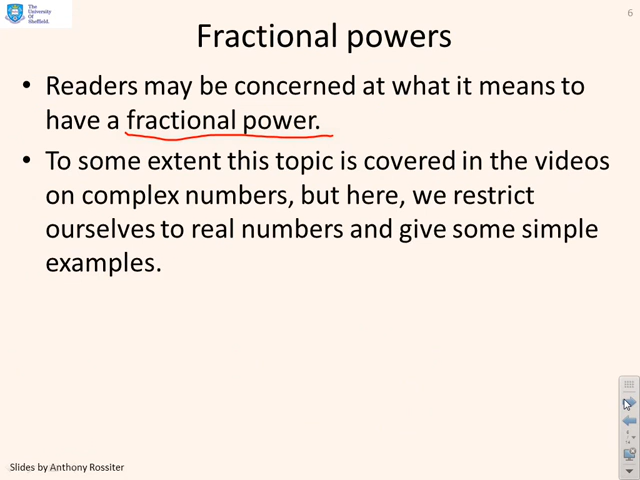 The
University
Of
Sheffield.
6
Fractional powers
• Readers may be concerned at what it means to
have a fractional power.
• To some extent this topic is covered in the videos
on complex numbers, but here, we restrict
ourselves to real numbers and give some simple
examples.
Slides by Anthony Rossiter